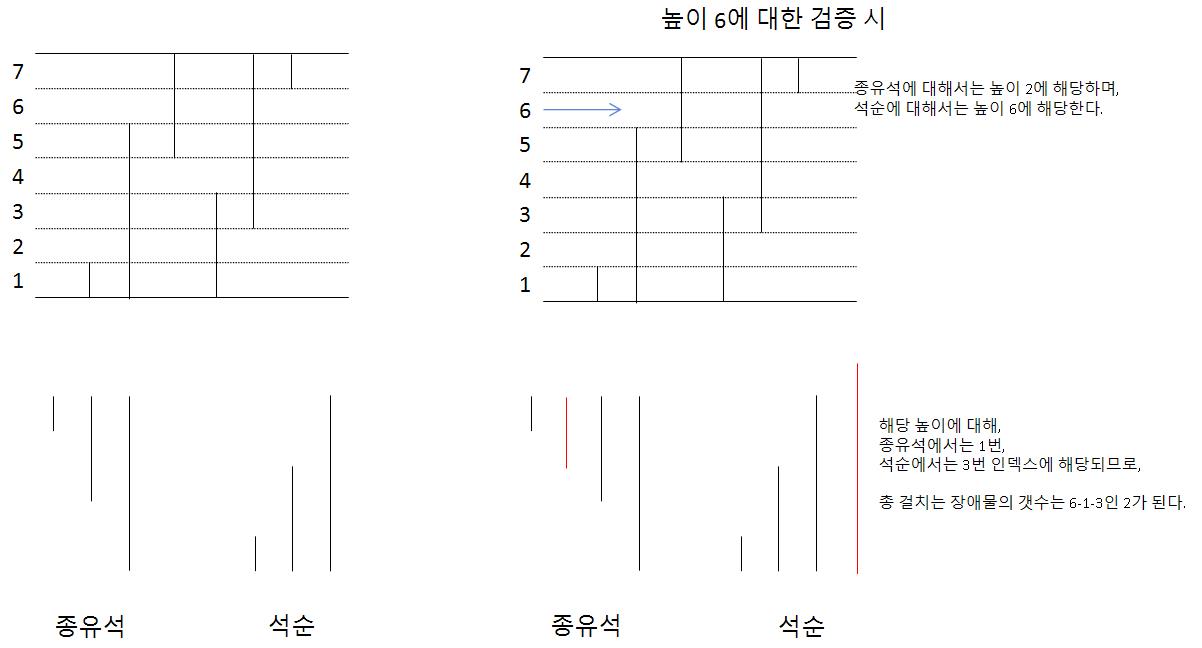 높이 6에 대한 검증 시
7
6
5
4
3
2
1
7
6
5
4
3
2
1
종유석에 대해서는 높이 2에 해당하며,
석순에 대해서는 높이 6에 해당한다.
해당 높이에 대해,
종유석에서는 1번,
석순에서는 3번 인덱스에 해당되므로,
총 걸치는 장애물의 갯수는 6-1-3인 2가 된다.
종유석
석순
종유석
석순